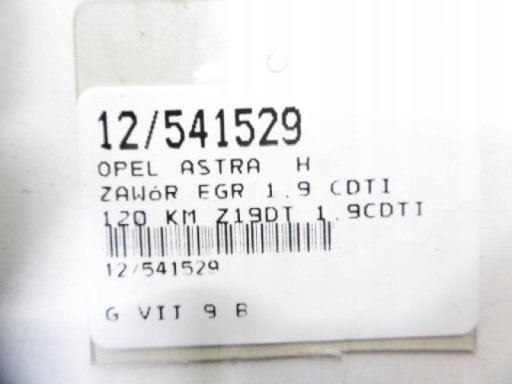 12/541529
OPEL ASTRA H
ZAWóR EGR 1.9 CDTI
120 KM Z19DT 1.9CDTI
12/541529
G VII 9 B